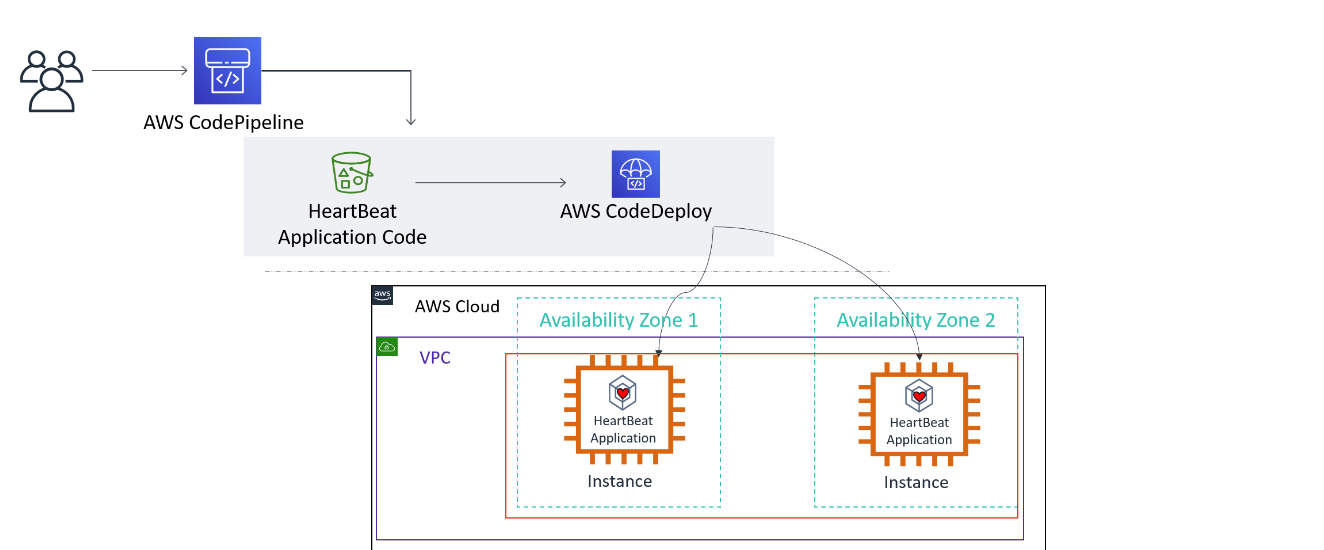 AWS CodePipeline
HeartBeat
Application Code
AWS CodeDeploy
aws
AWS Cloud
Availability Zone 1
Availability Zone 2
VPC
HeartBeat
Application
Instance
HeartBeat
Application
Instance